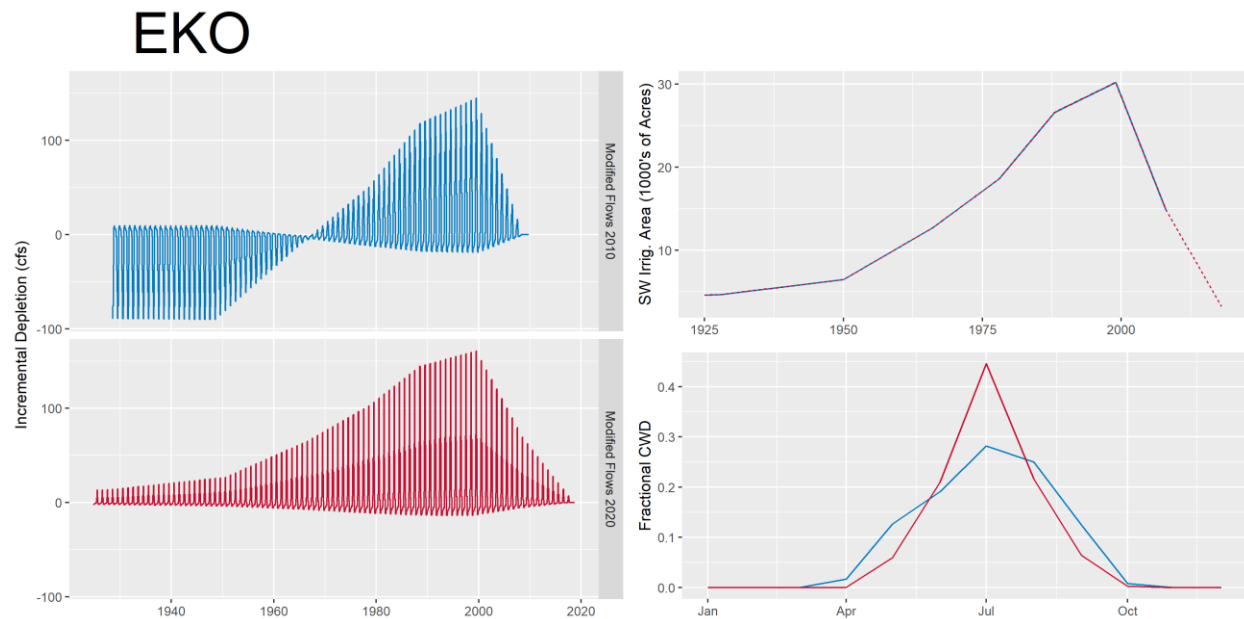 EKO
Incremental Depletion (cfs)
100
0
-100
Modified Flows 2010
100
0
-100
Modified Flows 2020
1940
1960
1980
2000
2020
SW Irrig. Area (1000's of Acres)
30
20
10
1925
1950
1975
2000
Fractional CWD
0.4
0.3
0.2
0.1
0.0
Jan
Apr
Jul
Oct